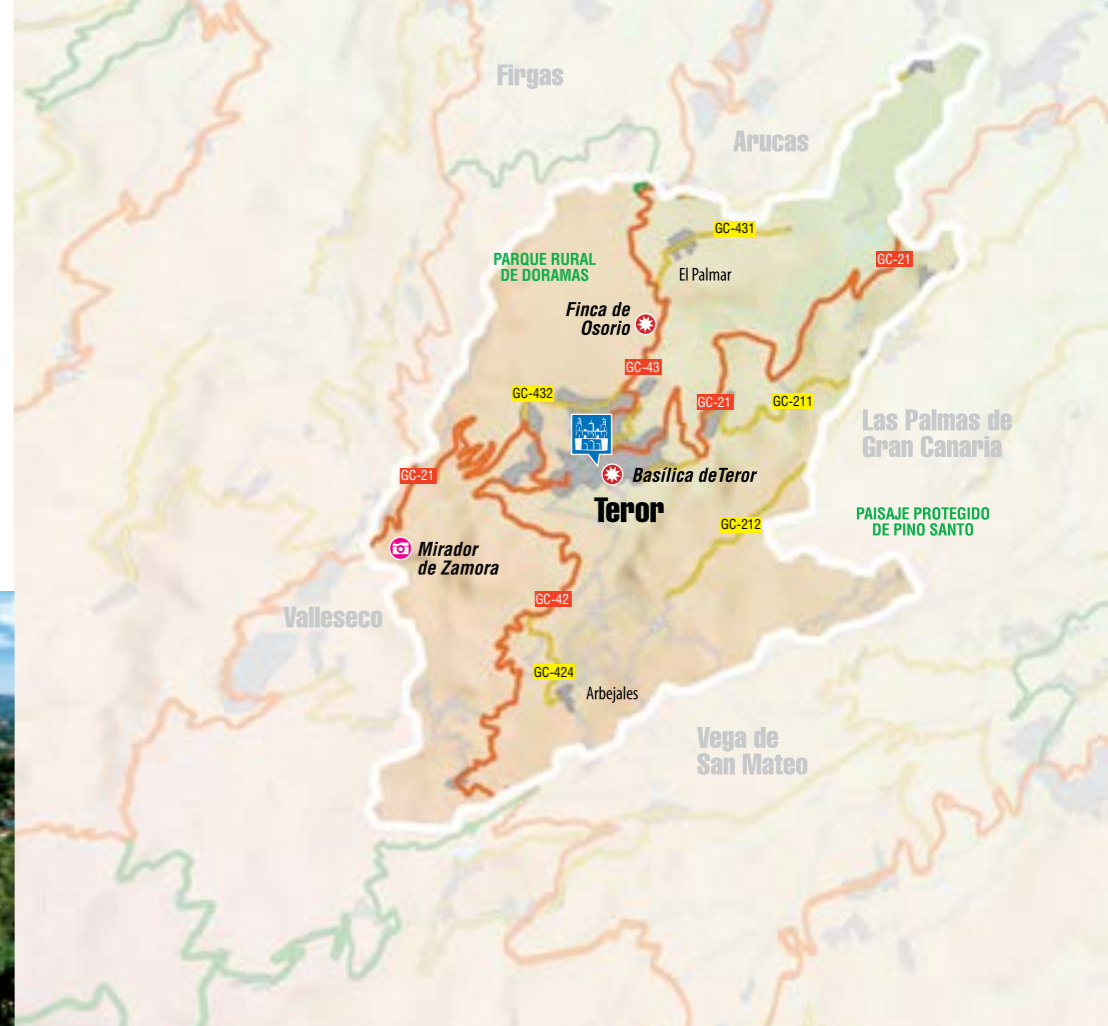 Firgas
Arucas
GC-431
PARQUE RURAL
DE DORAMAS
GC-21
El Palmar
Finca de
Osorio
GC-43
GC-432
GC-21
GC-211
Las Palmas de
Gran Canaria
GC-21
Basílica deTeror
Teror
PAISAJE PROTEGIDO
DE PINO SANTO
GC-212
Mirador
de Zamora
GC-42
Valleseco
GC-424
Arbejales
Vega de
San Mateo